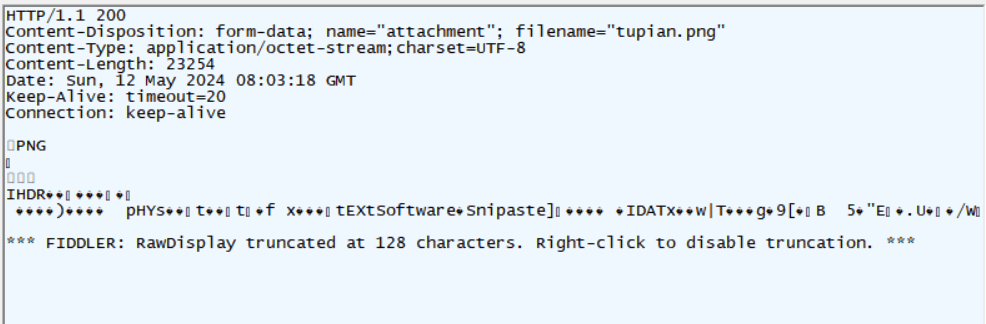 HTTP/1.1 200
Content-Disposition: form-data; name="attachment"; filename="tupian.png"
Content-Type: application/octet-stream;charset=UTF-8
Content-Length: 23254
Date: Sun, 12 May 2024 08:03:18 GMT
Keep-Alive: timeout=20
Connection: keep-alive
PNG
IHDR
) pHYs t t f x tEXtSoftware Snipaste] IDATx w|T g 9[ B 5 "E .U /W
*** FIDDLER: RawDisplay truncated at 128 characters. Right-click to disable truncation. ***